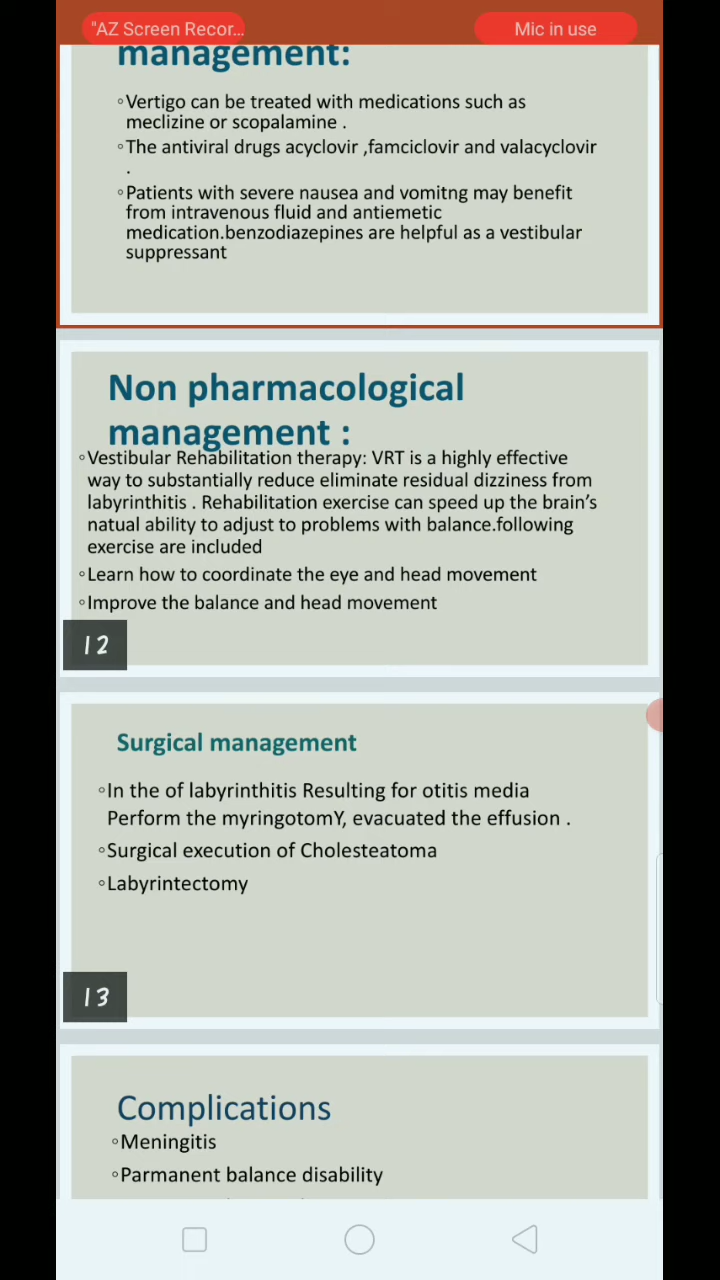 "AZ Screen Recor...
Mic in use
management:
◦Vertigo can be treated with medications such as
meclizine or scopalamine .
◦The antiviral drugs acyclovir ,famciclovir and valacyclovir
.
◦Patients with severe nausea and vomitng may benefit
from intravenous fluid and antiemetic
medication.benzodiazepines are helpful as a vestibular
suppressant
Non pharmacological
management :
◦Vestibular Rehabilitation therapy: VRT is a highly effective
way to substantially reduce eliminate residual dizziness from
labyrinthitis . Rehabilitation exercise can speed up the brain’s
natual ability to adjust to problems with balance.following
exercise are included
◦Learn how to coordinate the eye and head movement
◦Improve the balance and head movement
12
Surgical management
◦In the of labyrinthitis Resulting for otitis media
Perform the myringotomY, evacuated the effusion .
◦Surgical execution of Cholesteatoma
◦Labyrintectomy
13
Complications
◦Meningitis
◦Parmanent balance disability